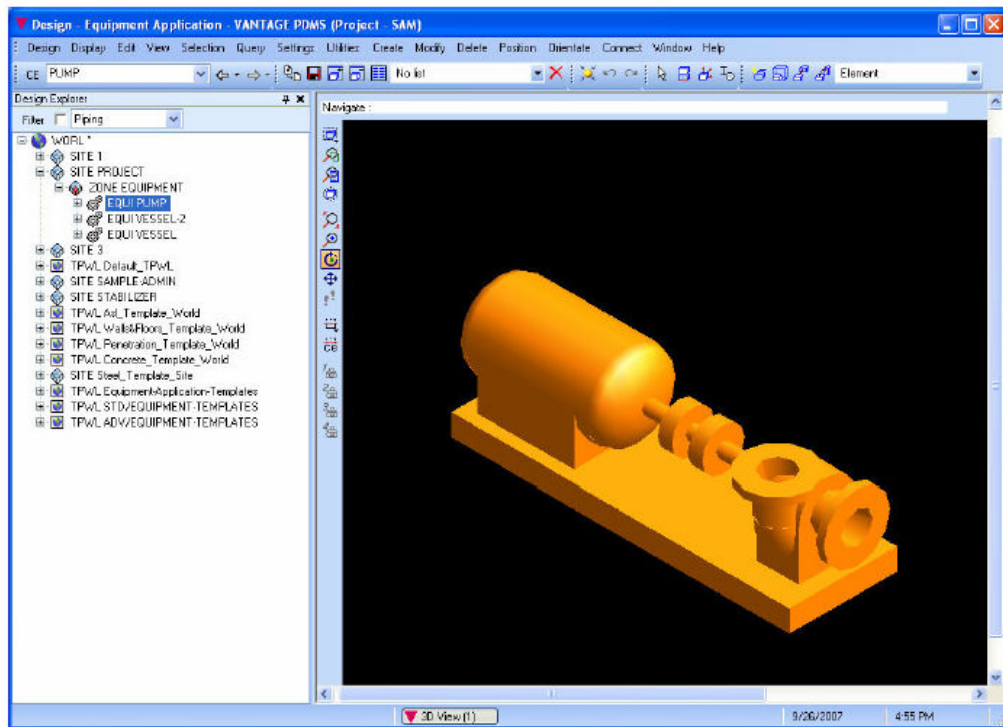 Design - Equipment Application - VANTAGE PDMS (Project - SAM)
Design Display Edit View Selection Query Settings Utilities Create Modify Delete Position Orientate Connect Window Help
CE PUMP No list Element
Design Explorer
Navigate :
Filter Piping
WORL *
SITE 1
SITE PROJECT
ZONE EQUIPMENT
EQUI PUMP
EQUI VESSEL-2
EQUI VESSEL
SITE 3
TPWL Default_TPWL
SITE SAMPLE-ADMIN
SITE STABILIZER
TPWL Asl_Template_World
TPWL Walls&Floors_Template_World
TPWL Penetration_Template_World
TPWL Concrete_Template_World
SITE Steel_Template_Site
TPWL Equipment-Application-Templates
TPWL STD/EQUIPMENT-TEMPLATES
TPWL ADV/EQUIPMENT-TEMPLATES
CE
3D View (1)
9/26/2007 4:55 PM